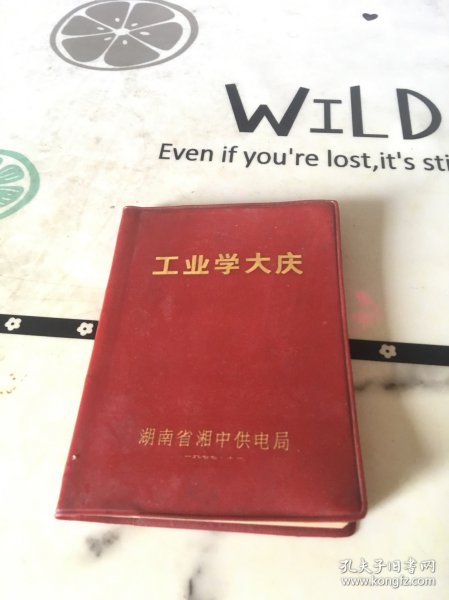 WILD
Even if you're lost,it's sti
工业学大庆
湖南省湘中供电局
孔夫子旧书网
www.kongfz.com